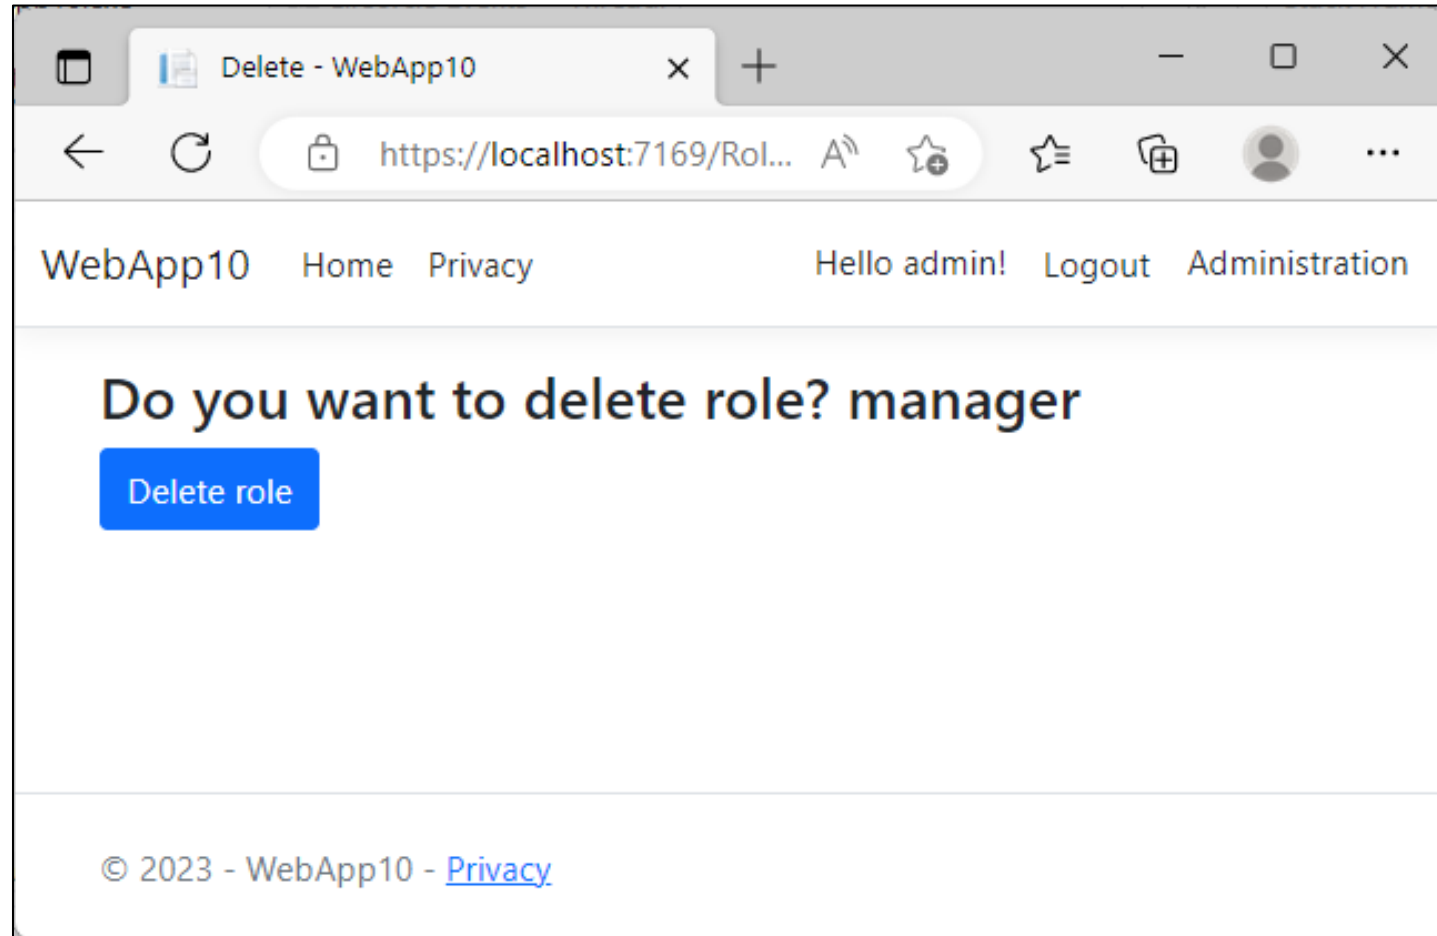 Delete - WebApp10
https://localhost:7169/Rol...
WebApp10 Home Privacy Hello admin! Logout Administration
Do you want to delete role? manager
Delete role
© 2023 - WebApp10 - Privacy